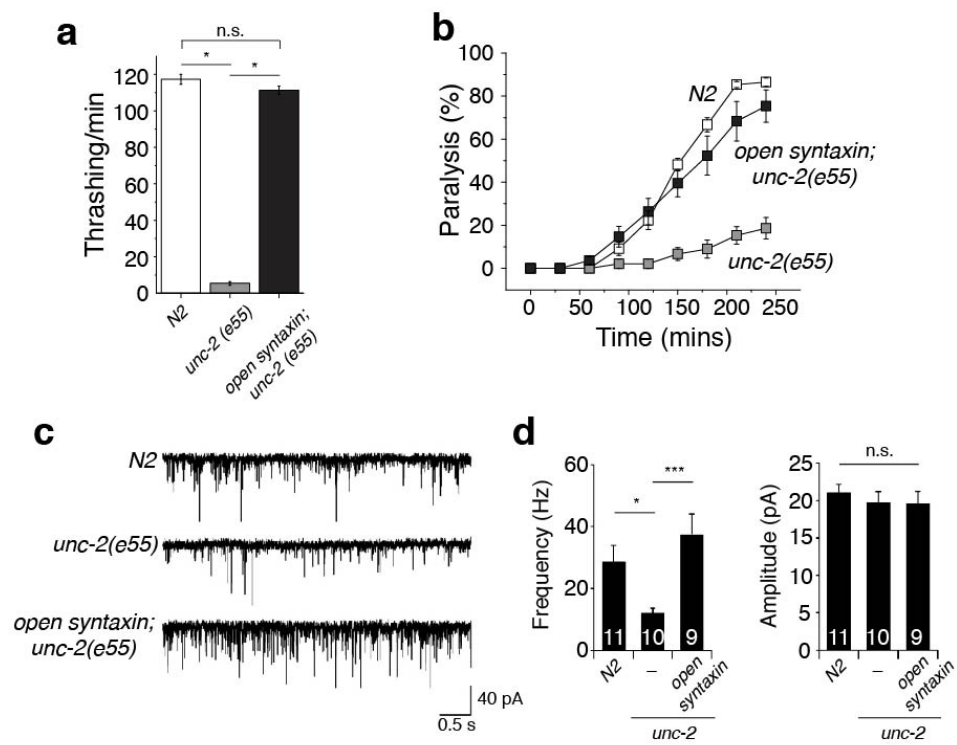 a
n.s.
*
*
Thrashing/min
120
100
80
60
40
20
0
N2
unc-2 (e55)
open syntaxin;
unc-2 (e55)
b
Paralysis (%)
100
80
60
40
20
0
N2
open syntaxin;
unc-2(e55)
unc-2(e55)
0
50
100
150
200
250
Time (mins)
c
N2
unc-2(e55)
open syntaxin;
unc-2(e55)
40 pA
0.5 s
d
Frequency (Hz)
60
40
20
0
*
***
11
10
9
N2
–
open
syntaxin
unc-2
Amplitude (pA)
25
20
15
10
5
0
n.s.
11
10
9
N2
–
open
syntaxin
unc-2